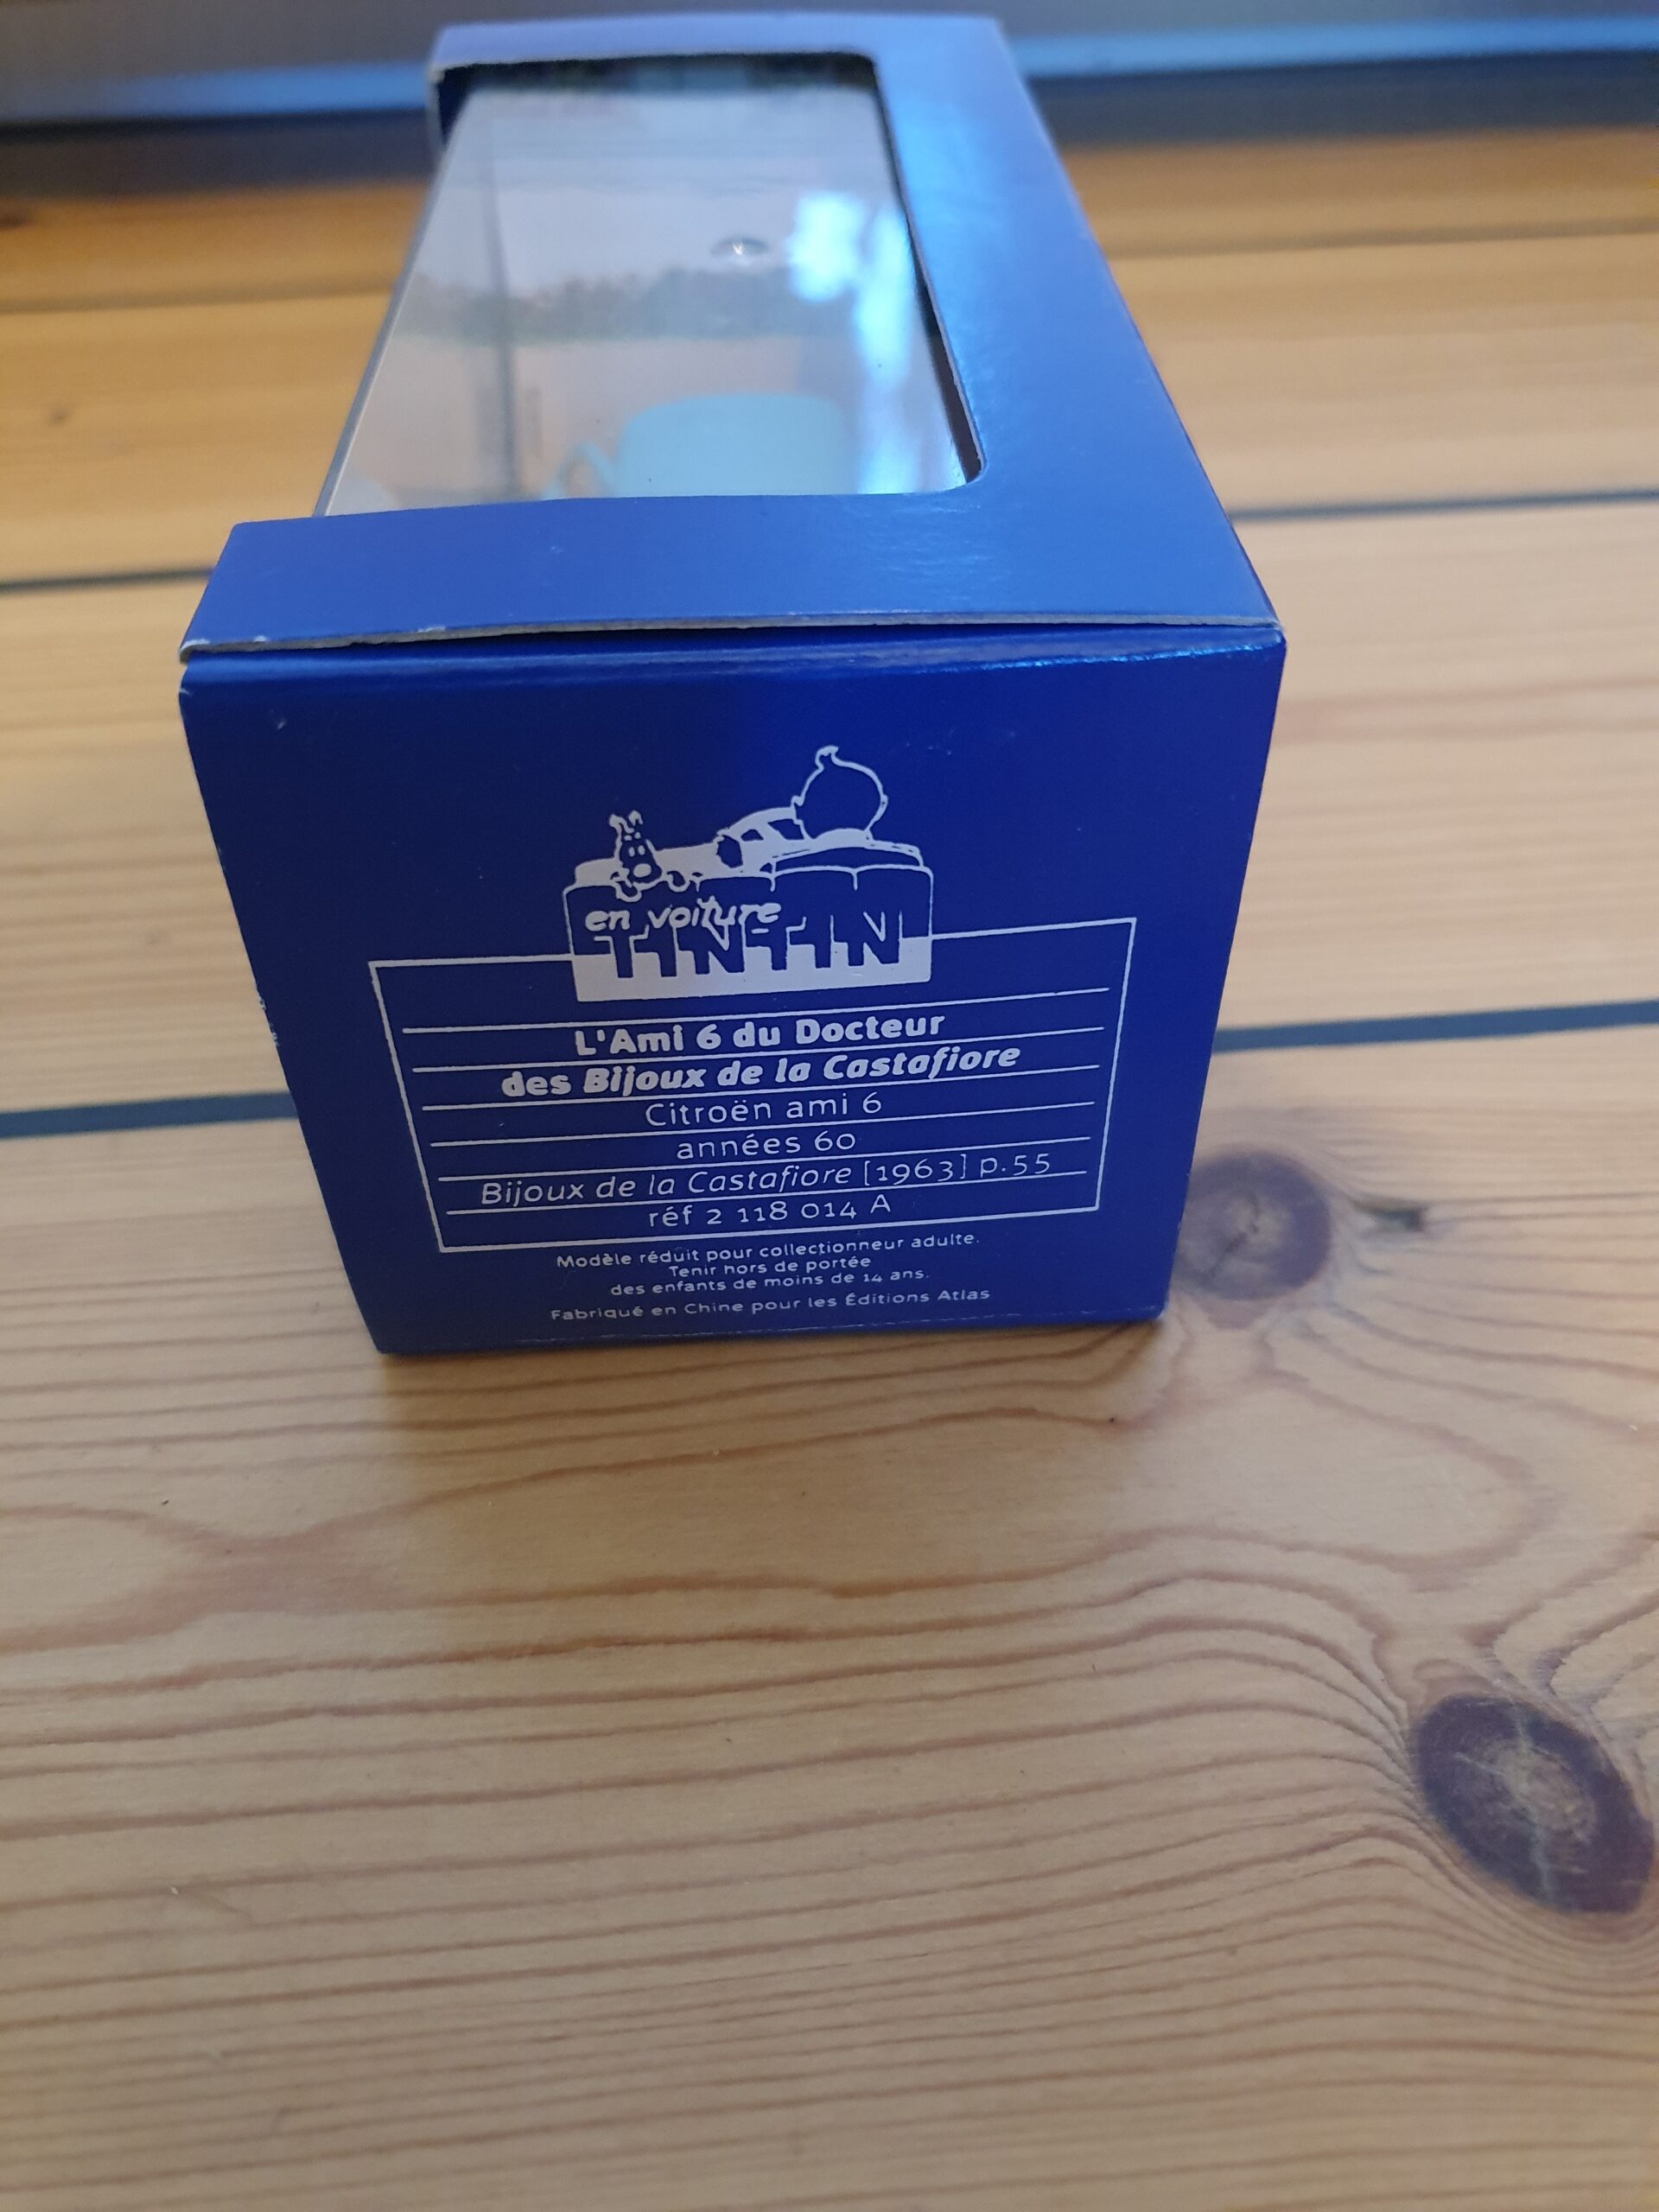 en voiture
TINTIN
L'Ami 6 du Docteur
des Bijoux de la Castafiore
Citroën ami 6
années 60
Bijoux de la Castafiore [1963] p.55
réf 2 118 014 A
Modèle réduit pour collectionneur adulte.
Tenir hors de portée
des enfants de moins de 14 ans.
Fabriqué en Chine pour les Éditions Atlas